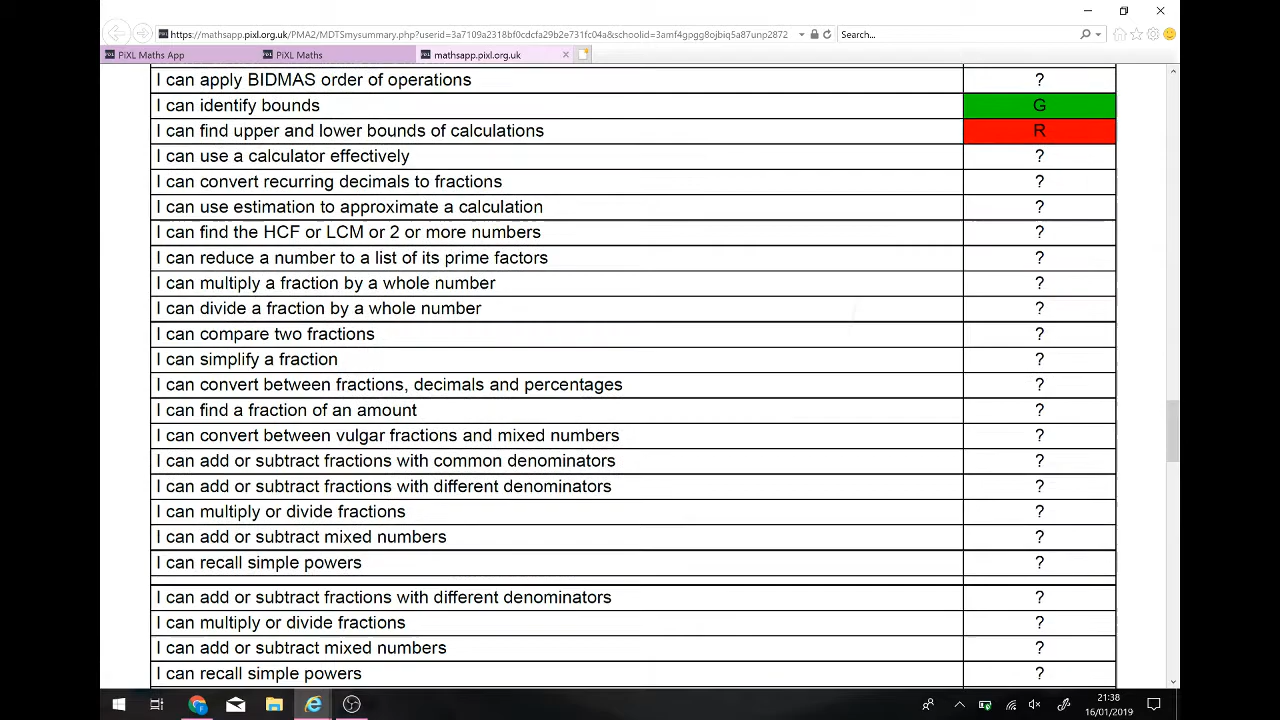 https://mathsapp.pixl.org.uk/PMA2/MDTSmysummary.php?userid=3a7109a2318bf0cdcfa29b2e731fc04a&schoolid=3amf4gpgg8ojbiq5a87unp2872
Search...
PiXL Maths App
PiXL Maths
mathsapp.pixl.org.uk
I can apply BIDMAS order of operations ?
I can identify bounds G
I can find upper and lower bounds of calculations R
I can use a calculator effectively ?
I can convert recurring decimals to fractions ?
I can use estimation to approximate a calculation ?
I can find the HCF or LCM or 2 or more numbers ?
I can reduce a number to a list of its prime factors ?
I can multiply a fraction by a whole number ?
I can divide a fraction by a whole number ?
I can compare two fractions ?
I can simplify a fraction ?
I can convert between fractions, decimals and percentages ?
I can find a fraction of an amount ?
I can convert between vulgar fractions and mixed numbers ?
I can add or subtract fractions with common denominators ?
I can add or subtract fractions with different denominators ?
I can multiply or divide fractions ?
I can add or subtract mixed numbers ?
I can recall simple powers ?
I can add or subtract fractions with different denominators ?
I can multiply or divide fractions ?
I can add or subtract mixed numbers ?
I can recall simple powers ?
21:38
16/01/2019